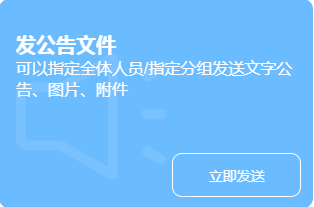 发公告文件
可以指定全体人员/指定分组发送文字公
告、图片、附件
立即发送